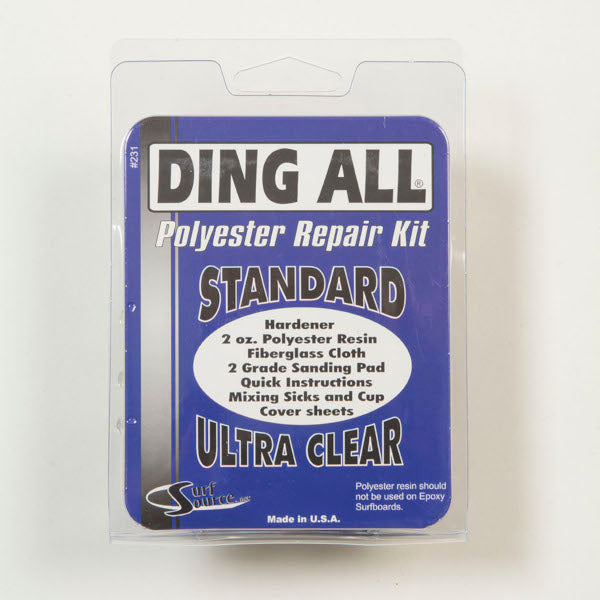 #231
DING ALL®
Polyester Repair Kit
STANDARD
Hardener
2 oz. Polyester Resin
Fiberglass Cloth
2 Grade Sanding Pad
Quick Instructions
Mixing Sicks and Cup
Cover sheets
ULTRA CLEAR
Surf
Source.net
Polyester resin should
not be used on Epoxy
Surfboards.
Made in U.S.A.